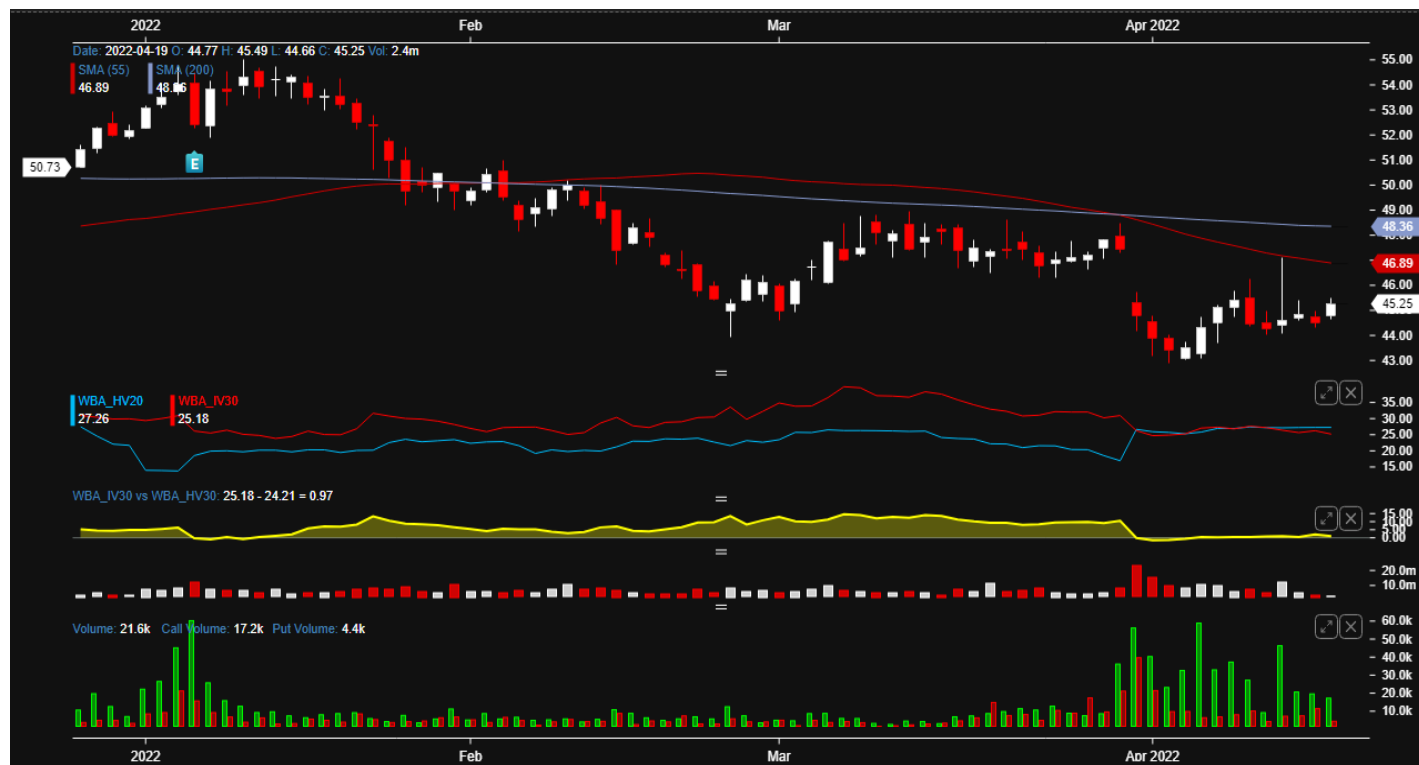 2022 Feb Mar Apr 2022
Date: 2022-04-19 O: 44.77 H: 45.49 L: 44.66 C: 45.25 Vol: 2.4m
SMA (55) SMA (200)
46.89 48.36
55.00
54.00
53.00
52.00
51.00
50.73
E
50.00
49.00
48.36
48.00
46.89
46.00
45.25
44.00
43.00
WBA_HV20 WBA_IV30
27.26 25.18
35.00
30.00
25.00
20.00
15.00
WBA_IV30 vs WBA_HV30: 25.18 - 24.21 = 0.97
15.00
10.00
5.00
0.00
20.0m
10.0m
Volume: 21.6k Call Volume: 17.2k Put Volume: 4.4k
60.0k
50.0k
40.0k
30.0k
20.0k
10.0k
2022 Feb Mar Apr 2022